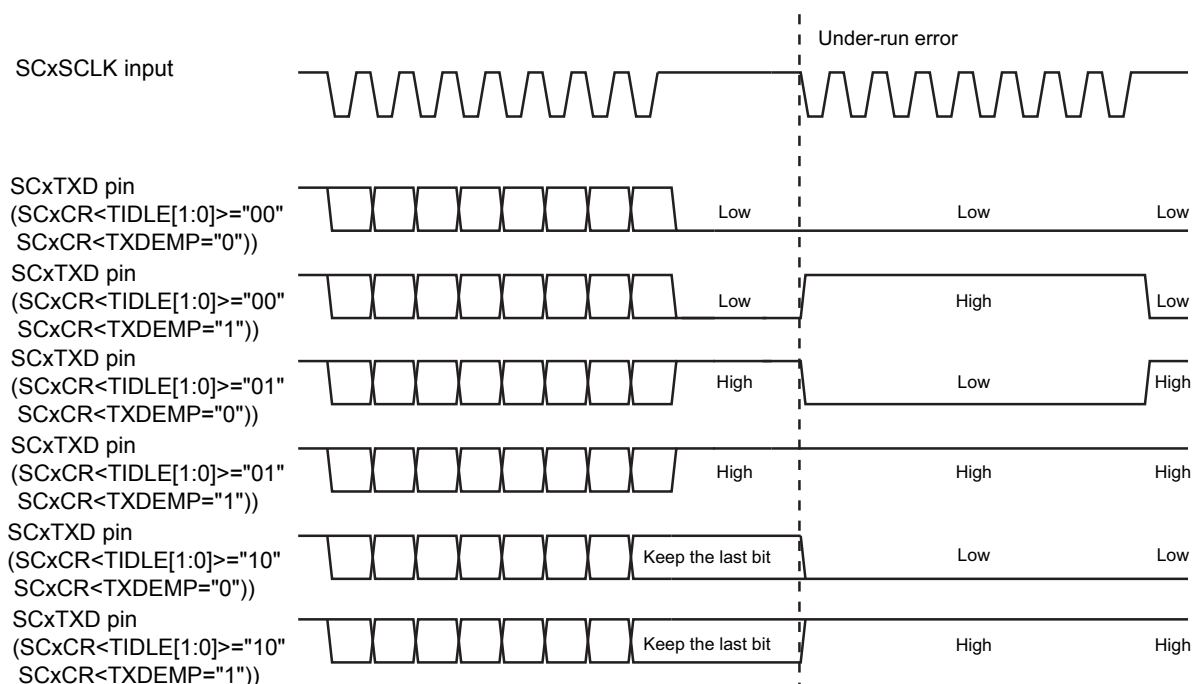 Under-run error
SCxSCLK input
SCxTXD pin
(SCxCR<TIDLE[1:0]>="00"
SCxCR<TXDEMP="0"))
Low
Low
Low
SCxTXD pin
(SCxCR<TIDLE[1:0]>="00"
SCxCR<TXDEMP="1"))
Low
High
Low
SCxTXD pin
(SCxCR<TIDLE[1:0]>="01"
SCxCR<TXDEMP="0"))
High
Low
High
SCxTXD pin
(SCxCR<TIDLE[1:0]>="01"
SCxCR<TXDEMP="1"))
High
High
High
SCxTXD pin
(SCxCR<TIDLE[1:0]>="10"
SCxCR<TXDEMP="0"))
Keep the last bit
Low
Low
SCxTXD pin
(SCxCR<TIDLE[1:0]>="10"
SCxCR<TXDEMP="1"))
Keep the last bit
High
High